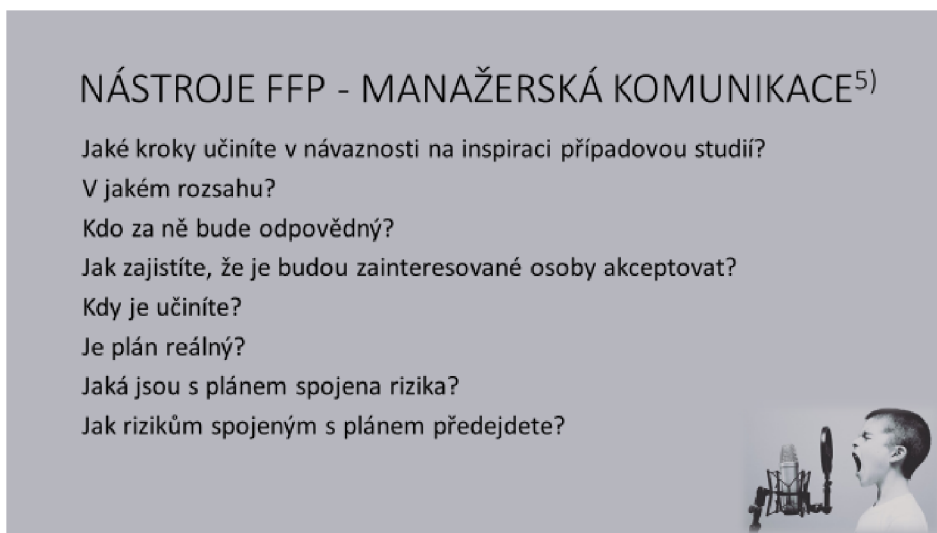 NÁSTROJE FFP - MANAŽERSKÁ KOMUNIKACE5)
Jaké kroky učiníte v návaznosti na inspiraci případovou studií?
V jakém rozsahu?
Kdo za ně bude odpovědný?
Jak zajistíte, že je budou zainteresované osoby akceptovat?
Kdy je učiníte?
Je plán reálný?
Jaká jsou s plánem spojena rizika?
Jak rizikům spojeným s plánem předejdete?